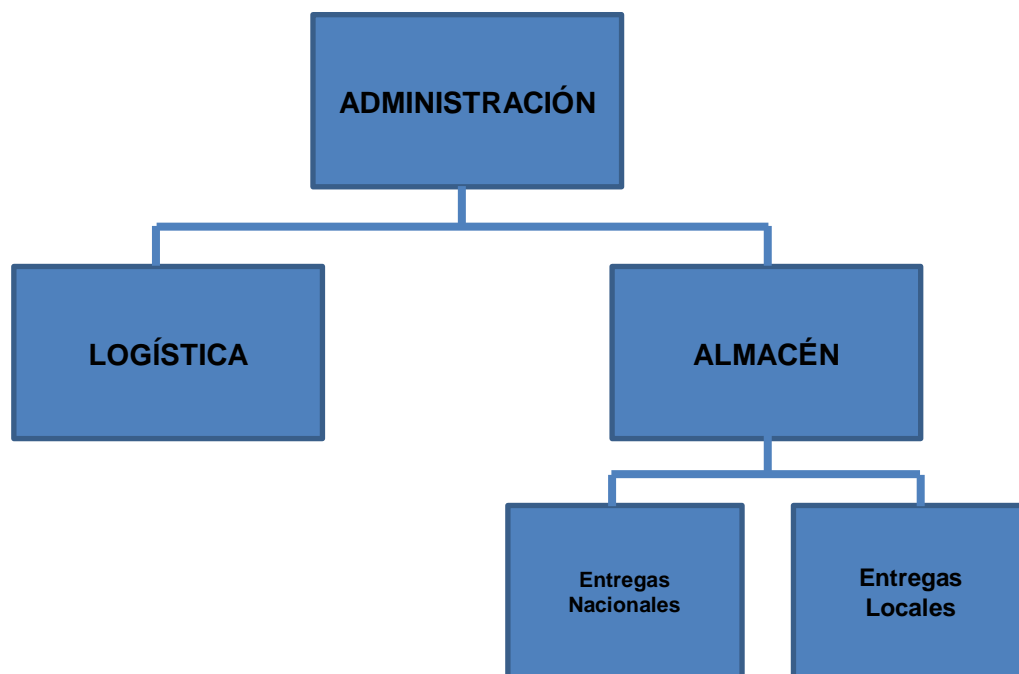 ADMINISTRACIÓN
LOGÍSTICA
ALMACÉN
Entregas
Nacionales
Entregas
Locales